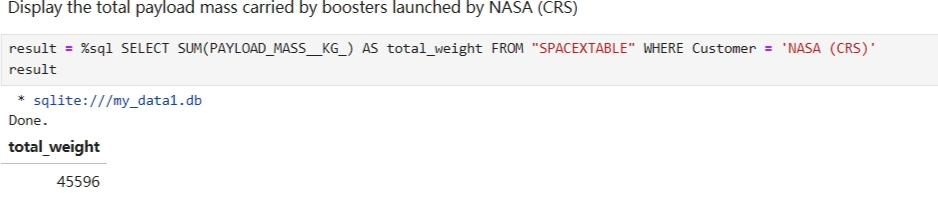 Display the total payload mass carried by boosters launched by NASA (CRS)
result = %sql SELECT SUM(PAYLOAD_MASS__KG_) AS total_weight FROM "SPACEXTABLE" WHERE Customer = 'NASA (CRS)'
result
* sqlite:///my_data1.db
Done.
total_weight
45596